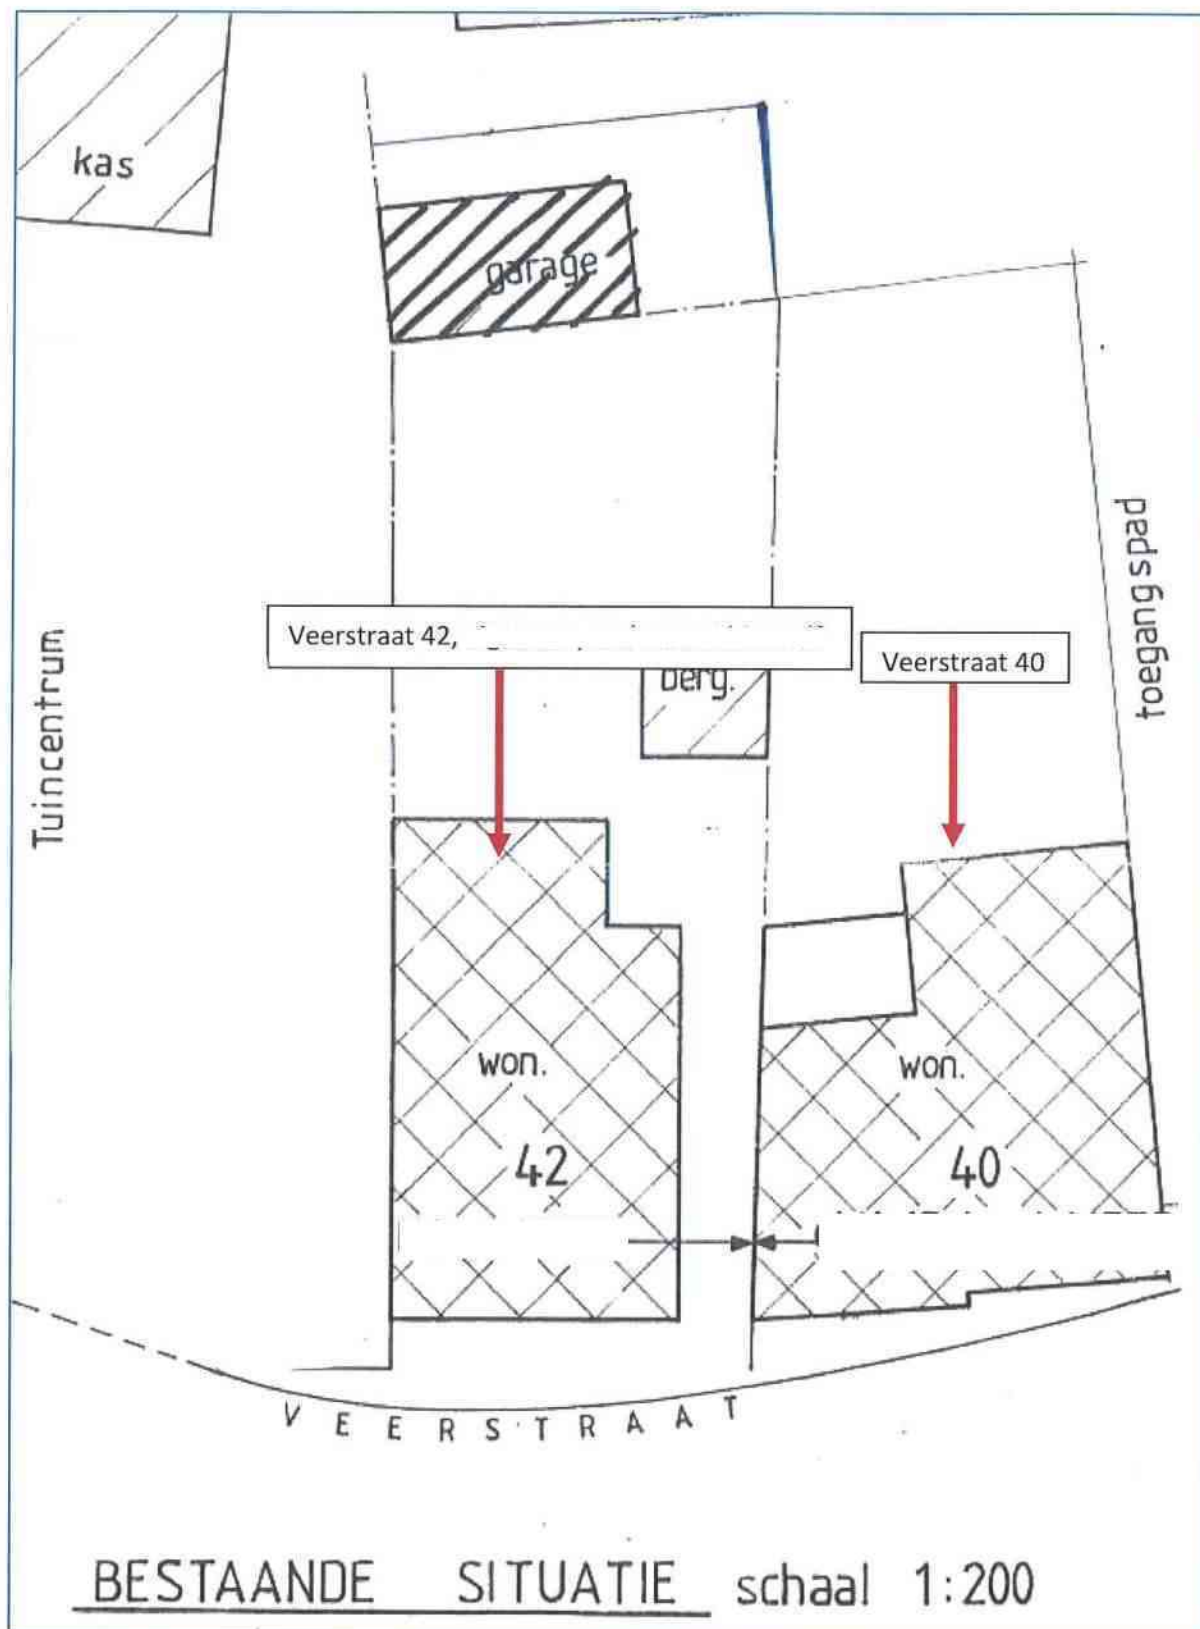 kas
garage
toegangspad
Tuincentrum
Veerstraat 42,
Veerstraat 40
berg.
won.
42
won.
40
VEERSTRAAT
BESTAANDE SITUATIE schaal 1:200